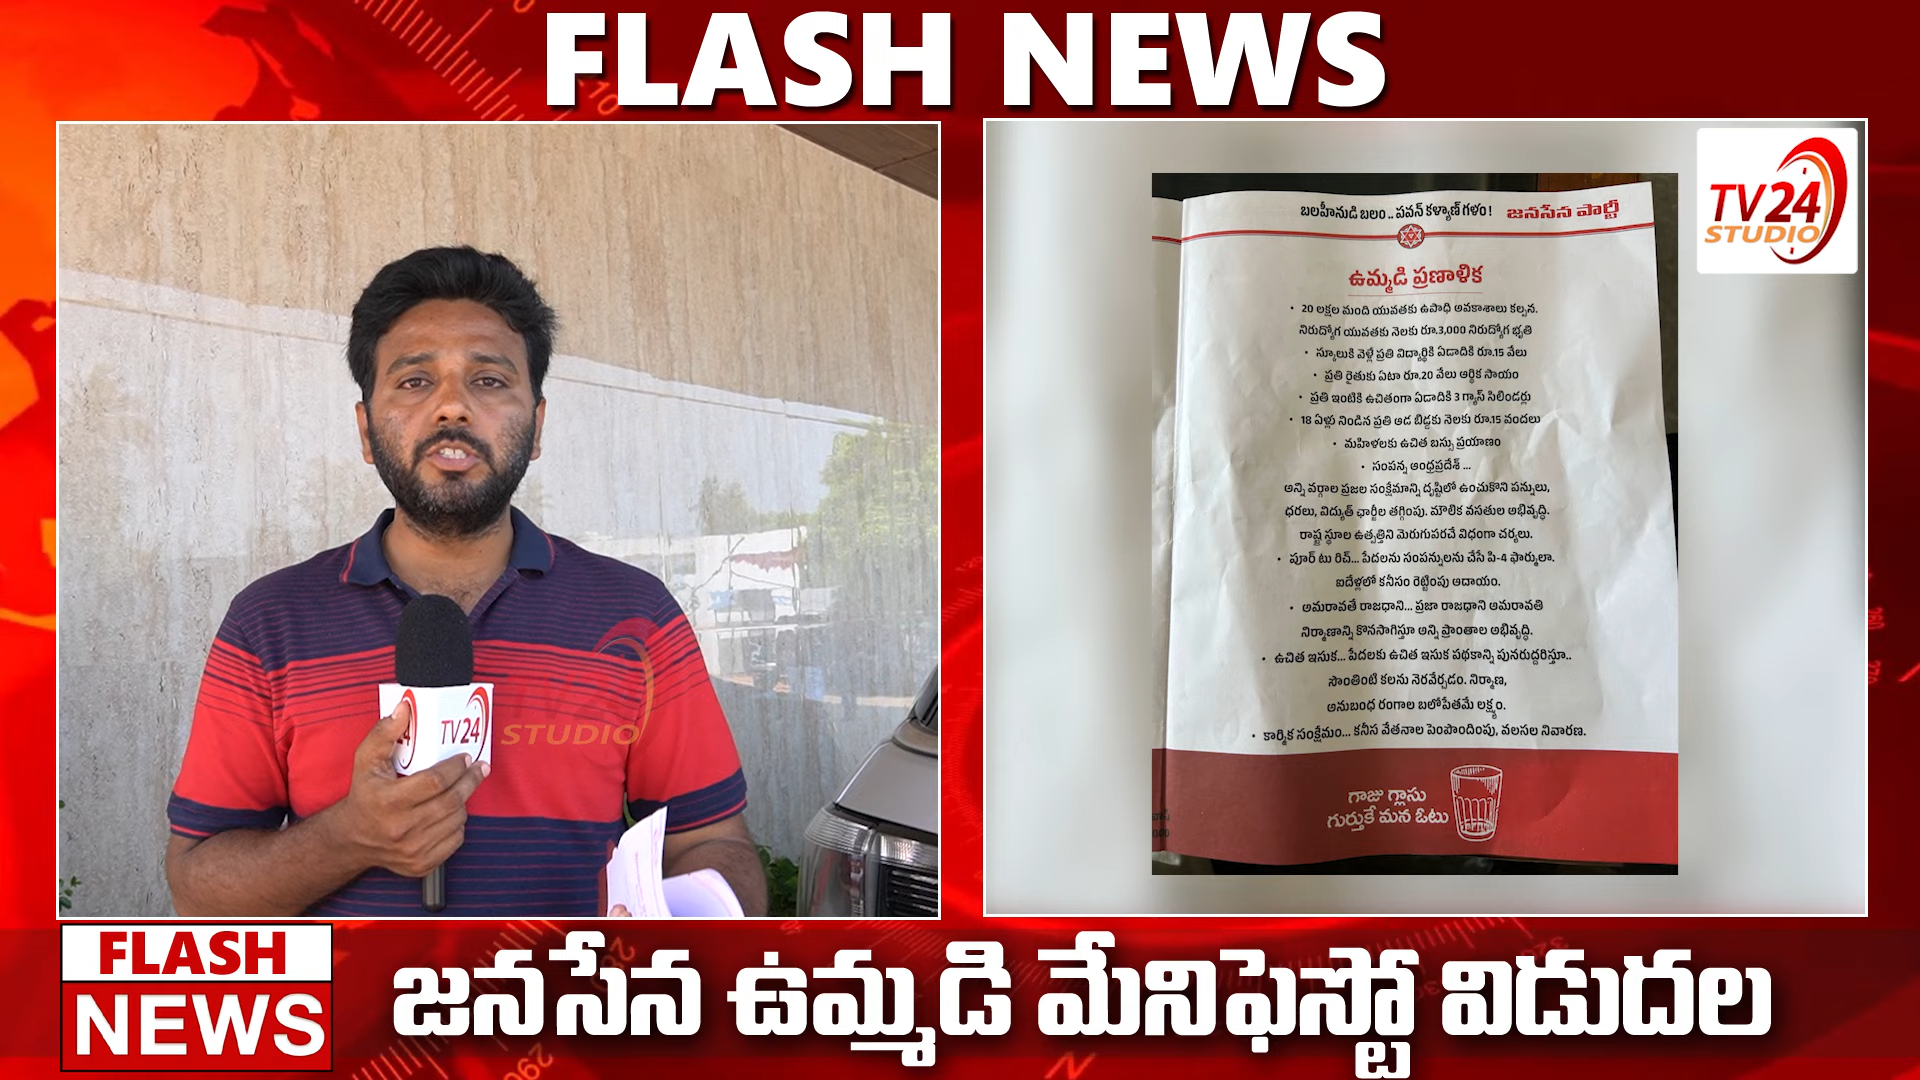 FLASH NEWS
TV24
STUDIO
బలహీనుడి బలం.. పవన్ కళ్యాణ్ గళం! జనసేన పార్టీ
ఉమ్మడి ప్రణాళిక
• 20 లక్షల మంది యువతకు ఉపాధి అవకాశాలు కల్పన.
నిరుద్యోగ యువతకు నెలకు రూ.3,000 నిరుద్యోగ భృతి
• స్కూలుకి వెళ్లే ప్రతి విద్యార్థికి ఏడాదికి రూ.15 వేలు
• ప్రతి రైతుకు ఏటా రూ.20 వేలు ఆర్థిక సాయం
• ప్రతి ఇంటికి ఉచితంగా ఏడాదికి 3 గ్యాస్ సిలిండర్లు
• 18 ఏళ్లు నిండిన ప్రతి ఆడ బిడ్డకు నెలకు రూ.15 వందలు
• మహిళలకు ఉచిత బస్సు ప్రయాణం
• సంపన్న ఆంధ్రప్రదేశ్ ...
అన్ని వర్గాల ప్రజల సంక్షేమాన్ని దృష్టిలో ఉంచుకొని పన్నులు,
ధరలు, విద్యుత్ ఛార్జీల తగ్గింపు. మౌలిక వసతుల అభివృద్ధి.
రాష్ట్ర స్థూల ఉత్పత్తిని మెరుగుపరచే విధంగా చర్యలు.
• పూర్ టు రిచ్... పేదలను సంపన్నులను చేసే పి-4 ఫార్ములా.
ఐదేళ్లలో కనీసం రెట్టింపు ఆదాయం.
• అమరావతే రాజధాని... ప్రజా రాజధాని అమరావతి
నిర్మాణాన్ని కొనసాగిస్తూ అన్ని ప్రాంతాల అభివృద్ధి.
• ఉచిత ఇసుక... పేదలకు ఉచిత ఇసుక పథకాన్ని పునరుద్దరిస్తూ..
సొంతింటి కలను నెరవేర్చడం. నిర్మాణ,
అనుబంధ రంగాల బలోపేతమే లక్ష్యం.
• కార్మిక సంక్షేమం... కనీస వేతనాల పెంపొందింపు, వలసల నివారణ.
గాజు గ్లాసు
గుర్తుకే మన ఓటు
TV24
STUDIO
FLASH
NEWS
జనసేన ఉమ్మడి మేనిఫెస్టో విడుదల